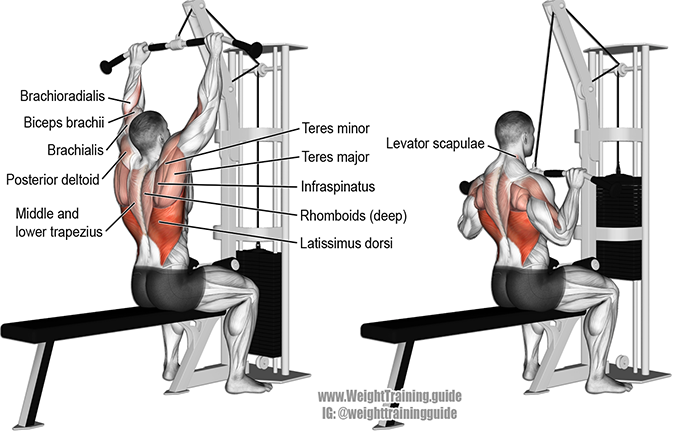 Brachioradialis
Biceps brachii
Brachialis
Posterior deltoid
Middle and
lower trapezius
Teres minor
Teres major
Infraspinatus
Rhomboids (deep)
Latissimus dorsi
Levator scapulae
www.WeightTraining.guide
IG: @weighttrainingguide